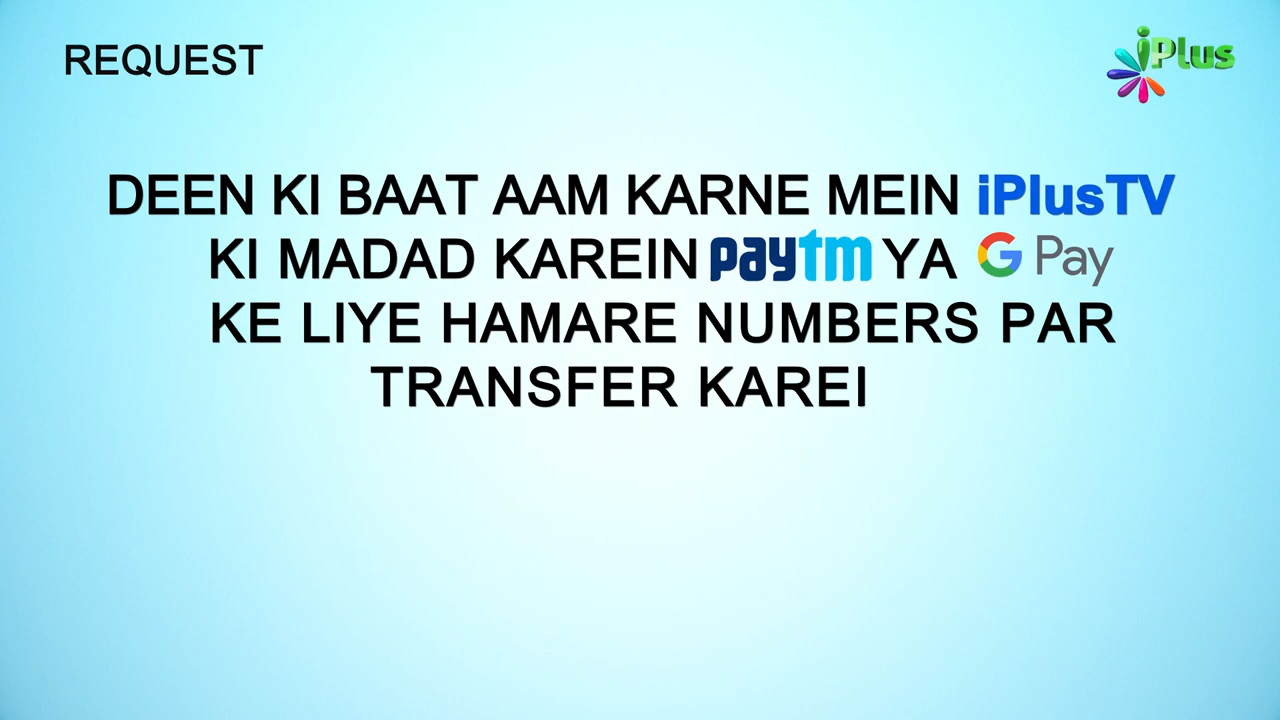 REQUEST
iPlus
DEEN KI BAAT AAM KARNE MEIN iPlusTV
KI MADAD KAREIN paytm YA G Pay
KE LIYE HAMARE NUMBERS PAR
TRANSFER KAREI